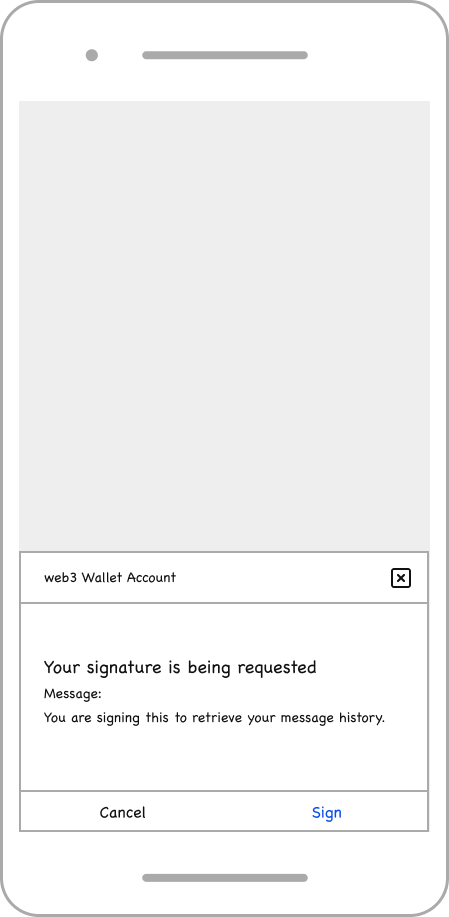 web3 Wallet Account
Your signature is being requested
Message:
You are signing this to retrieve your message history.
Cancel
Sign